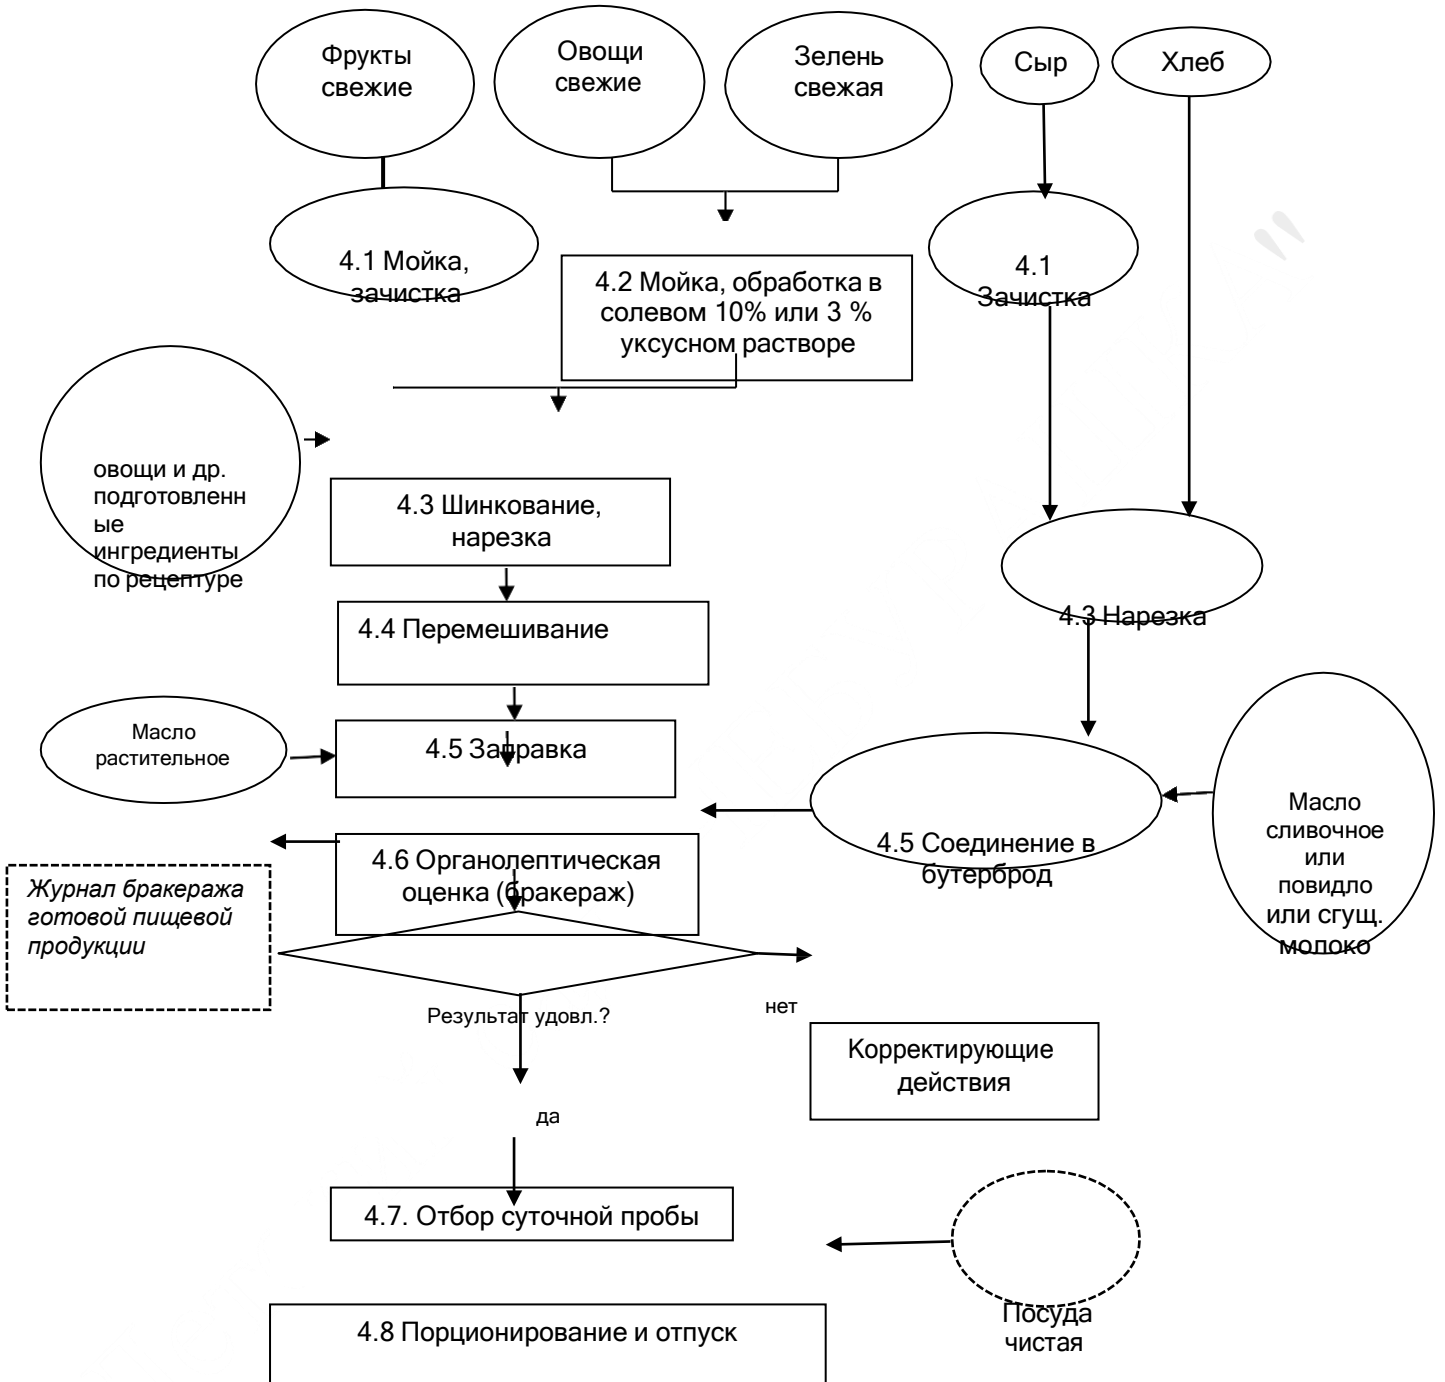 Фрукты
свежие
Овощи
свежие
Зелень
свежая
Сыр
Хлеб
4.1 Мойка,
зачистка
4.2 Мойка, обработка в
солевом 10% или 3 %
уксусном растворе
4.1
Зачистка
овощи и др.
подготовленн
ые
ингредиенты
по рецептуре
4.3 Шинкование,
нарезка
4.3 Нарезка
4.4 Перемешивание
Масло
растительное
4.5 Заправка
4.5 Соединение в
бутерброд
Масло
сливочное
или
повидло
или сгущ.
молоко
4.6 Органолептическая
оценка (бракераж)
Журнал бракеража
готовой пищевой
продукции
Результат удовл.?
нет
Корректирующие
действия
да
4.7. Отбор суточной пробы
Посуда
чистая
4.8 Порционирование и отпуск